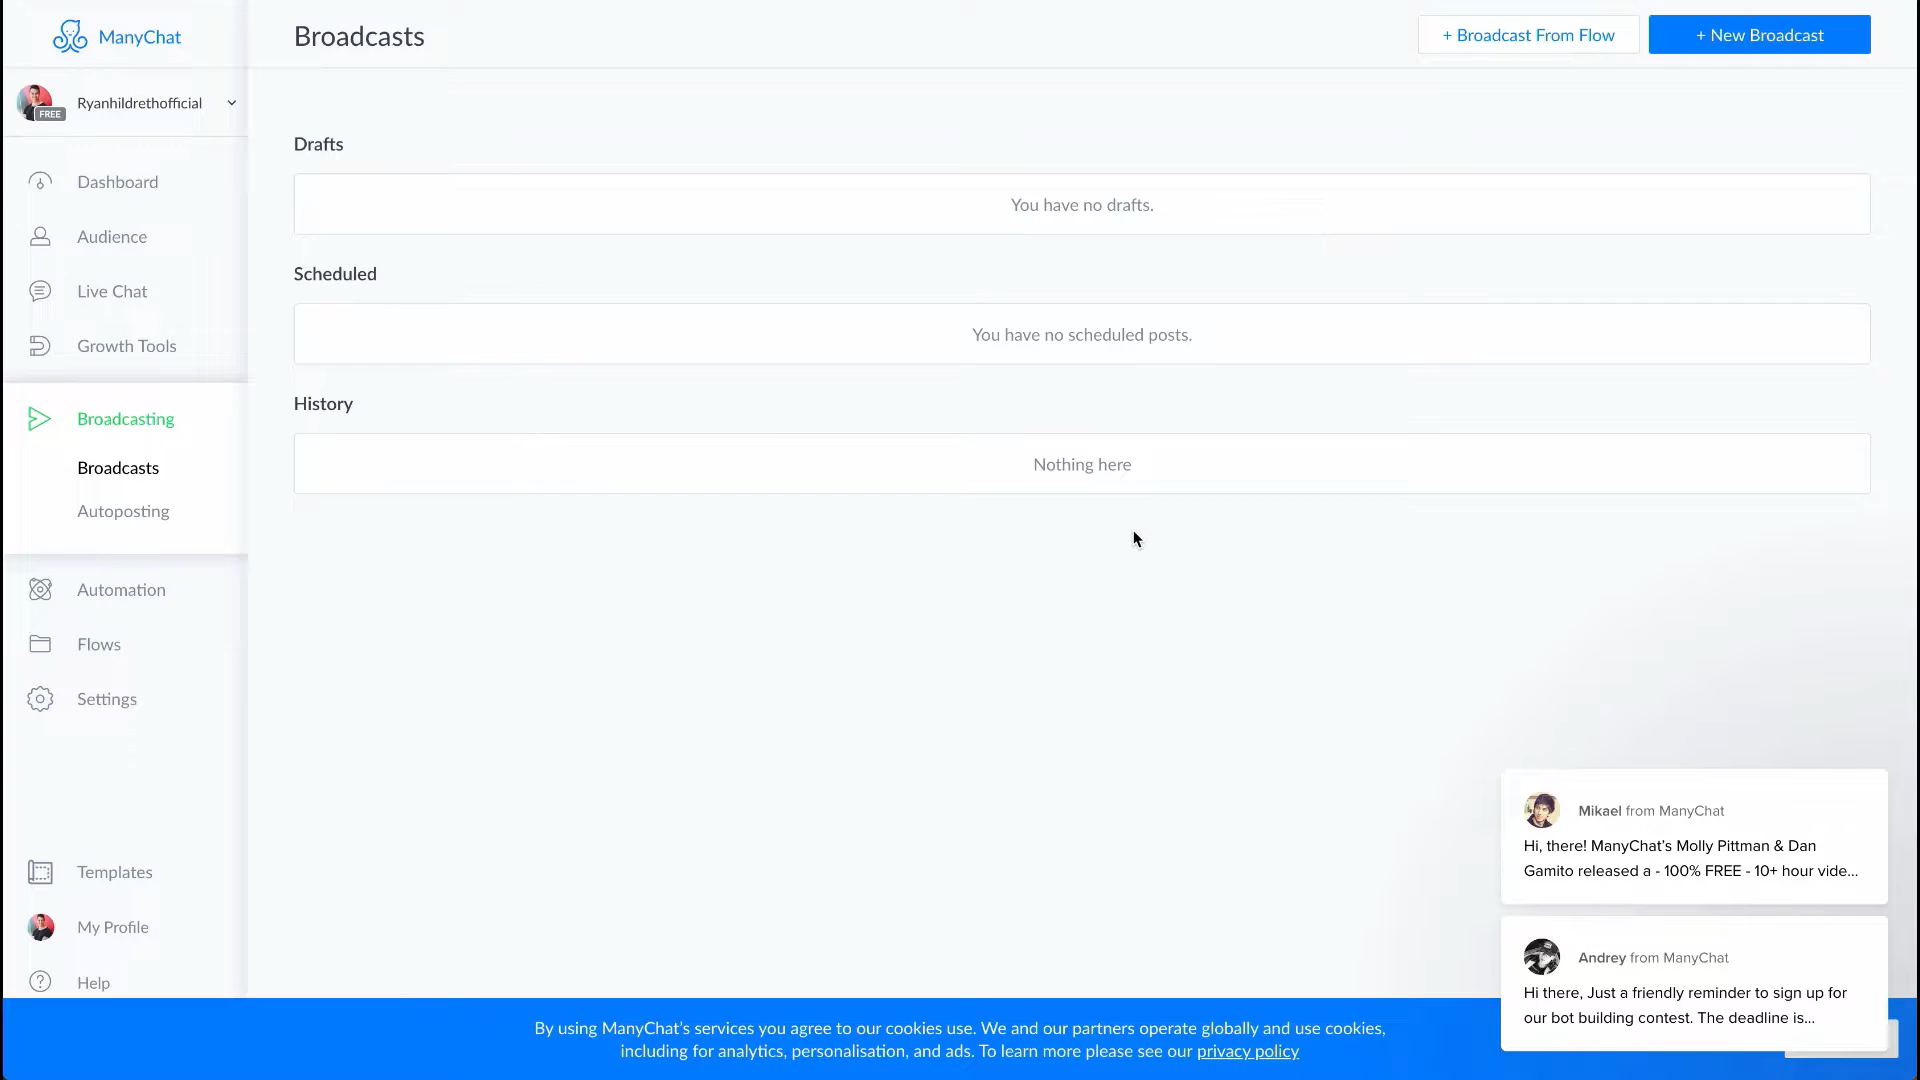 ManyChat
Broadcasts
+ Broadcast From Flow
+ New Broadcast
FREE
Ryanhildrethofficial
Dashboard
Audience
Live Chat
Growth Tools
Broadcasting
Broadcasts
Autoposting
Automation
Flows
Settings
Templates
My Profile
Help
Drafts
You have no drafts.
Scheduled
You have no scheduled posts.
History
Nothing here
Mikael from ManyChat
Hi, there! ManyChat’s Molly Pittman & Dan
Gamito released a - 100% FREE - 10+ hour vide...
Andrey from ManyChat
Hi there, Just a friendly reminder to sign up for
our bot building contest. The deadline is...
By using ManyChat’s services you agree to our cookies use. We and our partners operate globally and use cookies,
including for analytics, personalisation, and ads. To learn more please see our privacy policy